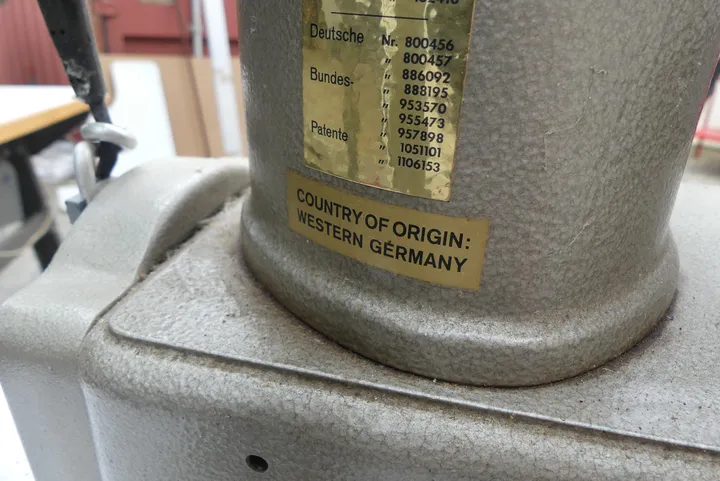 Deutsche Nr. 800456
" 800457
Bundes- " 886092
" 888195
" 953570
" 955473
Patente " 957898
" 1051101
" 1106153
COUNTRY OF ORIGIN:
WESTERN GERMANY